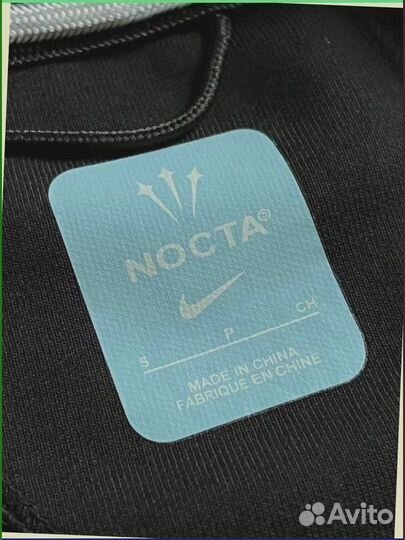 NOCTA©
S P CH
MADE IN CHINA
FABRIQUE EN CHINE
Avito